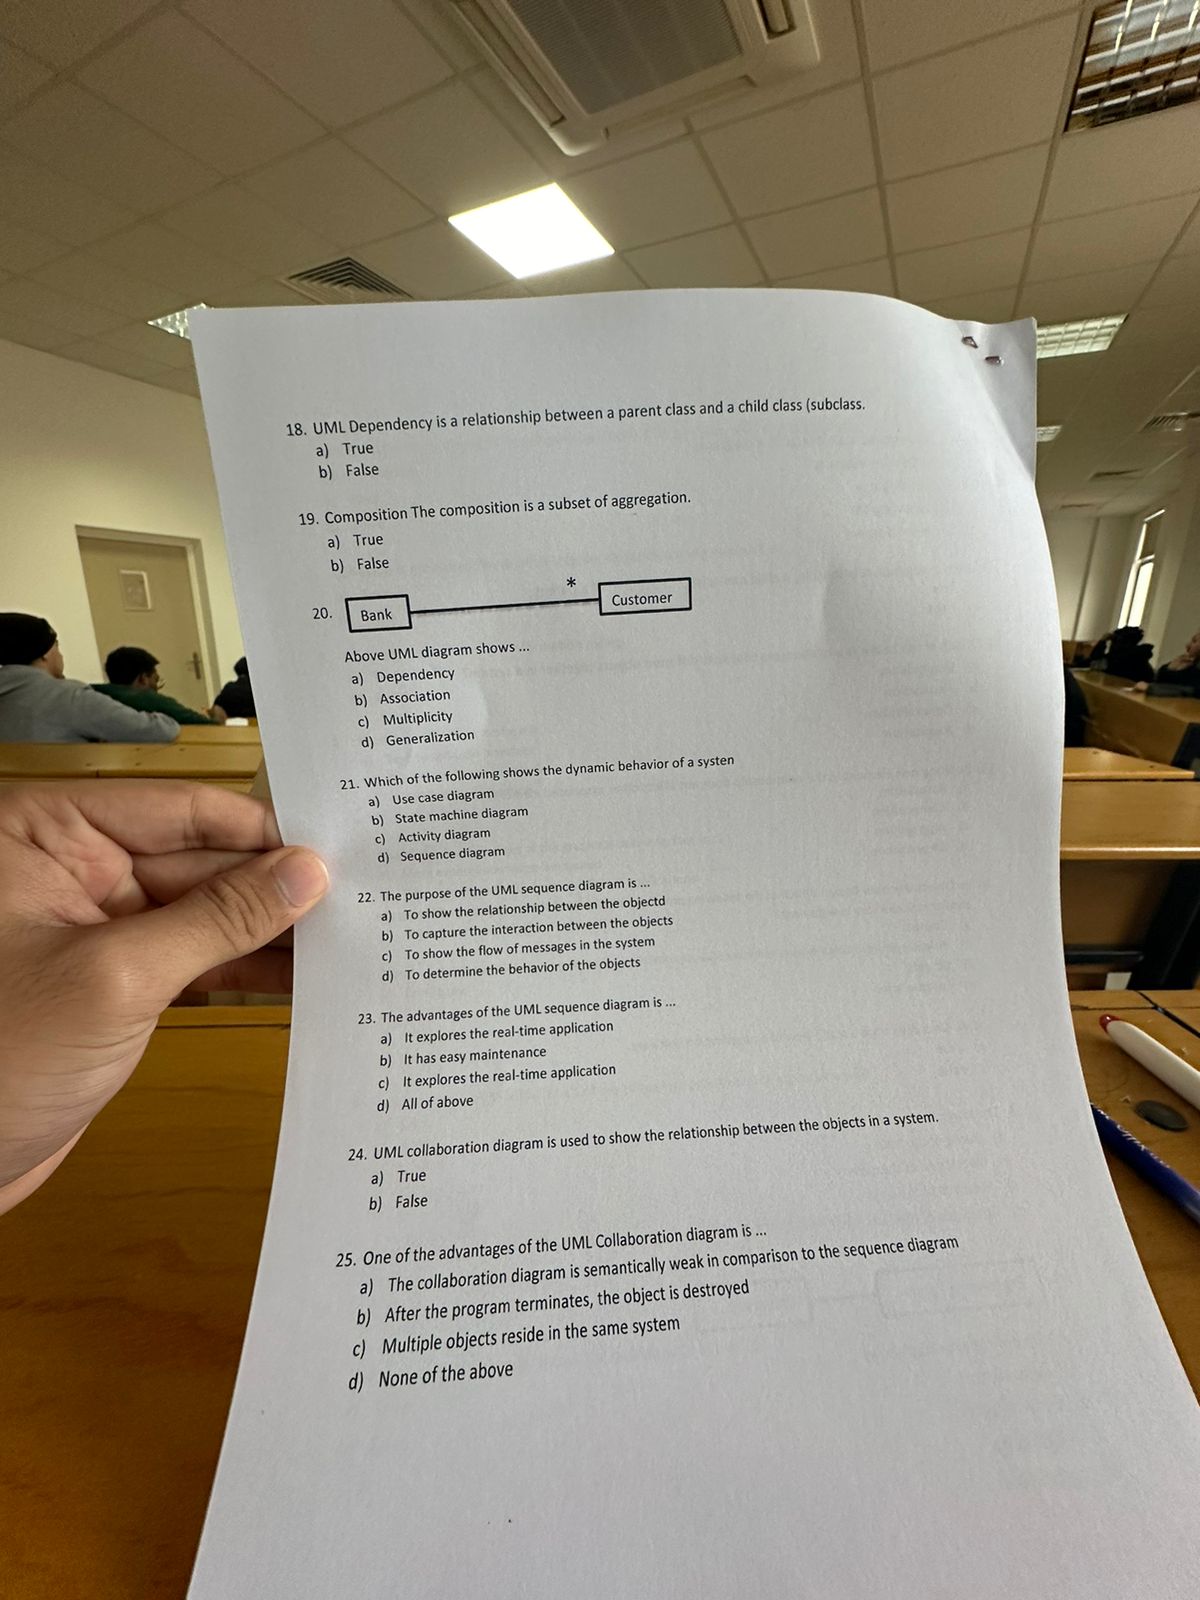 18. UML Dependency is a relationship between a parent class and a child class (subclass.
a) True
b) False
19. Composition The composition is a subset of aggregation.
a) True
b) False
*
20. Bank Customer
Above UML diagram shows ...
a) Dependency
b) Association
c) Multiplicity
d) Generalization
21. Which of the following shows the dynamic behavior of a systen
a) Use case diagram
b) State machine diagram
c) Activity diagram
d) Sequence diagram
22. The purpose of the UML sequence diagram is ...
a) To show the relationship between the objectd
b) To capture the interaction between the objects
c) To show the flow of messages in the system
d) To determine the behavior of the objects
23. The advantages of the UML sequence diagram is ...
a) It explores the real-time application
b) It has easy maintenance
c) It explores the real-time application
d) All of above
24. UML collaboration diagram is used to show the relationship between the objects in a system.
a) True
b) False
25. One of the advantages of the UML Collaboration diagram is ...
a) The collaboration diagram is semantically weak in comparison to the sequence diagram
b) After the program terminates, the object is destroyed
c) Multiple objects reside in the same system
d) None of the above